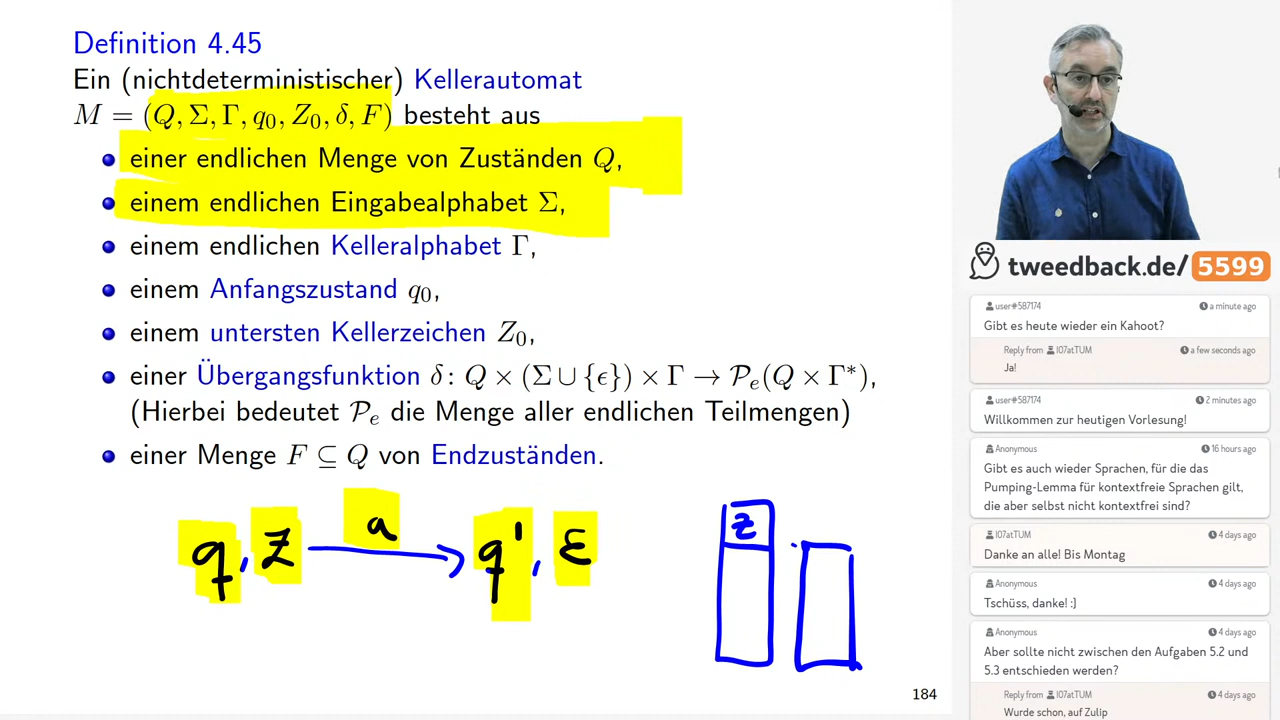 Definition 4.45
Ein (nichtdeterministischer) Kellerautomat
M = (Q, Σ, Γ, q₀, Z₀, δ, F) besteht aus
• einer endlichen Menge von Zuständen Q,
• einem endlichen Eingabealphabet Σ,
• einem endlichen Kelleralphabet Γ,
• einem Anfangszustand q₀,
• einem untersten Kellerzeichen Z₀,
• einer Übergangsfunktion δ: Q × (Σ ∪ {ϵ}) × Γ → 𝒫ₑ(Q × Γ*),
(Hierbei bedeutet 𝒫ₑ die Menge aller endlichen Teilmengen)
• einer Menge F ⊆ Q von Endzuständen.
q, Z a→ q', ε
Z
184
tweedback.de/ 5599
user#587174 a minute ago
Gibt es heute wieder ein Kahoot?
Reply from I07atTUM a few seconds ago
Ja!
user#587174 2 minutes ago
Willkommen zur heutigen Vorlesung!
Anonymous 16 hours ago
Gibt es auch wieder Sprachen, für die das
Pumping-Lemma für kontextfreie Sprachen gilt,
die aber selbst nicht kontextfrei sind?
I07atTUM 4 days ago
Danke an alle! Bis Montag
Anonymous 4 days ago
Tschüss, danke! :]
Anonymous 4 days ago
Aber sollte nicht zwischen den Aufgaben 5.2 und
5.3 entschieden werden?
Reply from I07atTUM 4 days ago
Wurde schon, auf Zulip